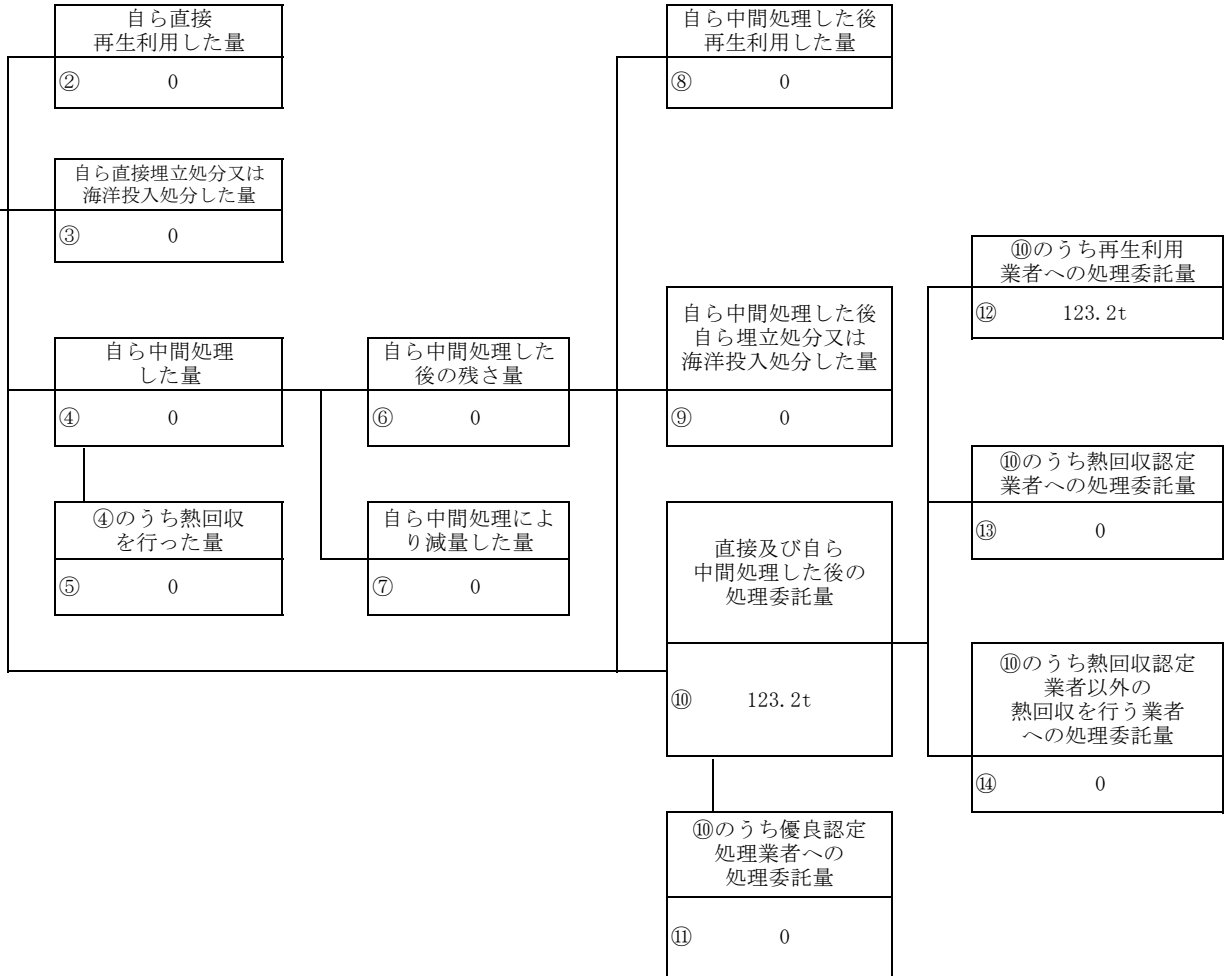 自ら直接
再生利用した量
② 0
自ら直接埋立処分又は
海洋投入処分した量
③ 0
自ら中間処理
した量
④ 0
④のうち熱回収
を行った量
⑤ 0
自ら中間処理した
後の残さ量
⑥ 0
自ら中間処理によ
り減量した量
⑦ 0
自ら中間処理した後
再生利用した量
⑧ 0
自ら中間処理した後
自ら埋立処分又は
海洋投入処分した量
⑨ 0
直接及び自ら
中間処理した後の
処理委託量
⑩ 123.2t
⑩のうち優良認定
処理業者への
処理委託量
⑪ 0
⑩のうち再生利用
業者への処理委託量
⑫ 123.2t
⑩のうち熱回収認定
業者への処理委託量
⑬ 0
⑩のうち熱回収認定
業者以外の
熱回収を行う業者
への処理委託量
⑭ 0